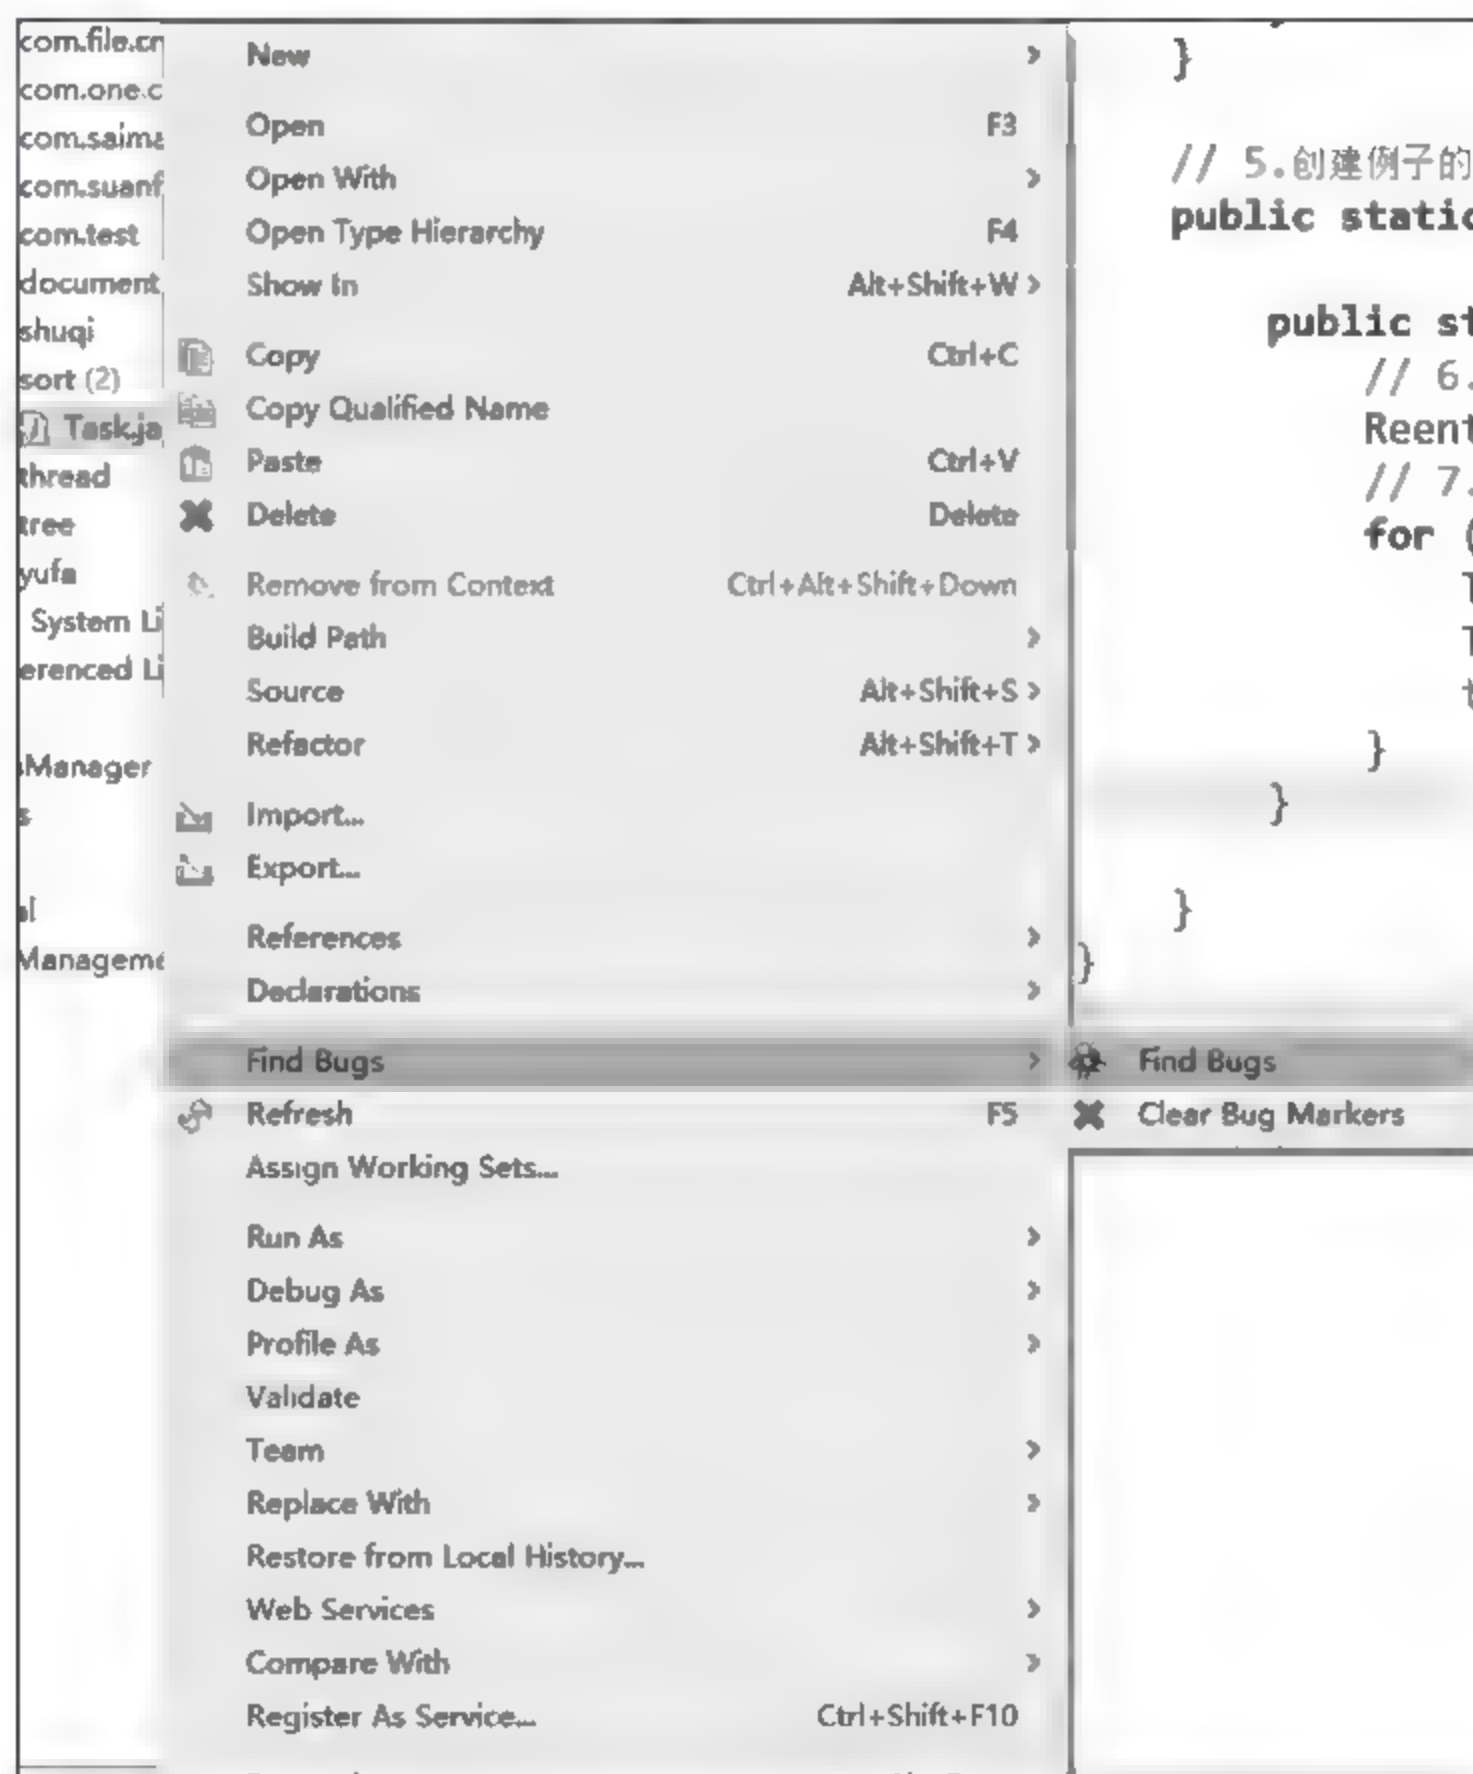 com.file.cn
com.one.c
com.saima
com.suanf
com.test
document
shuqi
sort (2)
Task.ja
thread
tree
yufa
System Li
erenced Li
Manager
s
al
Manageme
New
Open F3
Open With
Open Type Hierarchy F4
Show In Alt+Shift+W
Copy Ctrl+C
Copy Qualified Name
Paste Ctrl+V
Delete Delete
Remove from Context Ctrl+Alt+Shift+Down
Build Path
Source Alt+Shift+S
Refactor Alt+Shift+T
Import...
Export...
References
Declarations
Find Bugs
Refresh F5
Assign Working Sets...
Run As
Debug As
Profile As
Validate
Team
Replace With
Restore from Local History...
Web Services
Compare With
Register As Service... Ctrl+Shift+F10
}
// 5.创建例子的
public static
public st
// 6.
Reent
// 7.
for (
T
T
t
}
}
}
}
Find Bugs
Clear Bug Markers